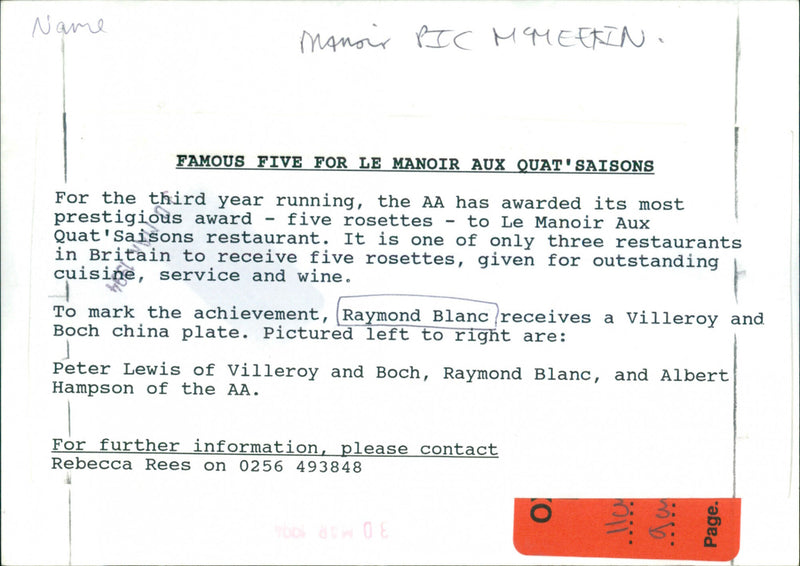 Name
Manoir PIC McMEEKIN.
FAMOUS FIVE FOR LE MANOIR AUX QUAT'SAISONS
For the third year running, the AA has awarded its most
prestigious award - five rosettes - to Le Manoir Aux
Quat'Saisons restaurant. It is one of only three restaurants
in Britain to receive five rosettes, given for outstanding
cuisine, service and wine.
To mark the achievement, Raymond Blanc receives a Villeroy and
Boch china plate. Pictured left to right are:
Peter Lewis of Villeroy and Boch, Raymond Blanc, and Albert
Hampson of the AA.
For further information, please contact
Rebecca Rees on 0256 493848
Page.